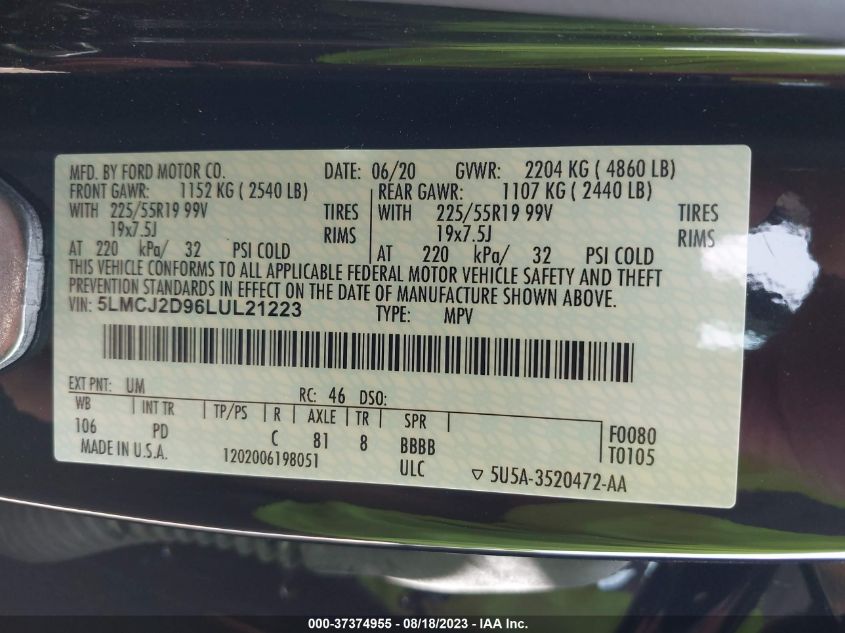 MFD. BY FORD MOTOR CO. DATE: 06/20 GVWR: 2204 KG ( 4860 LB)
FRONT GAWR: 1152 KG ( 2540 LB) REAR GAWR: 1107 KG ( 2440 LB)
WITH 225/55R19 99V TIRES WITH 225/55R19 99V TIRES
19x7.5J RIMS 19x7.5J RIMS
AT 220 kPa/ 32 PSI COLD AT 220 kPa/ 32 PSI COLD
THIS VEHICLE CONFORMS TO ALL APPLICABLE FEDERAL MOTOR VEHICLE SAFETY AND THEFT
PREVENTION STANDARDS IN EFFECT ON THE DATE OF MANUFACTURE SHOWN ABOVE.
VIN: 5LMCJ2D96LUL21223 TYPE: MPV
EXT PNT: UM RC: 46 DSO:
WB INT TR TP/PS R AXLE TR SPR F0080
106 PD C 81 8 BBBB T0105
MADE IN U.S.A. 1202006198051 ULC ▽ 5U5A-3520472-AA
000-37374955 - 08/18/2023 - IAA Inc.